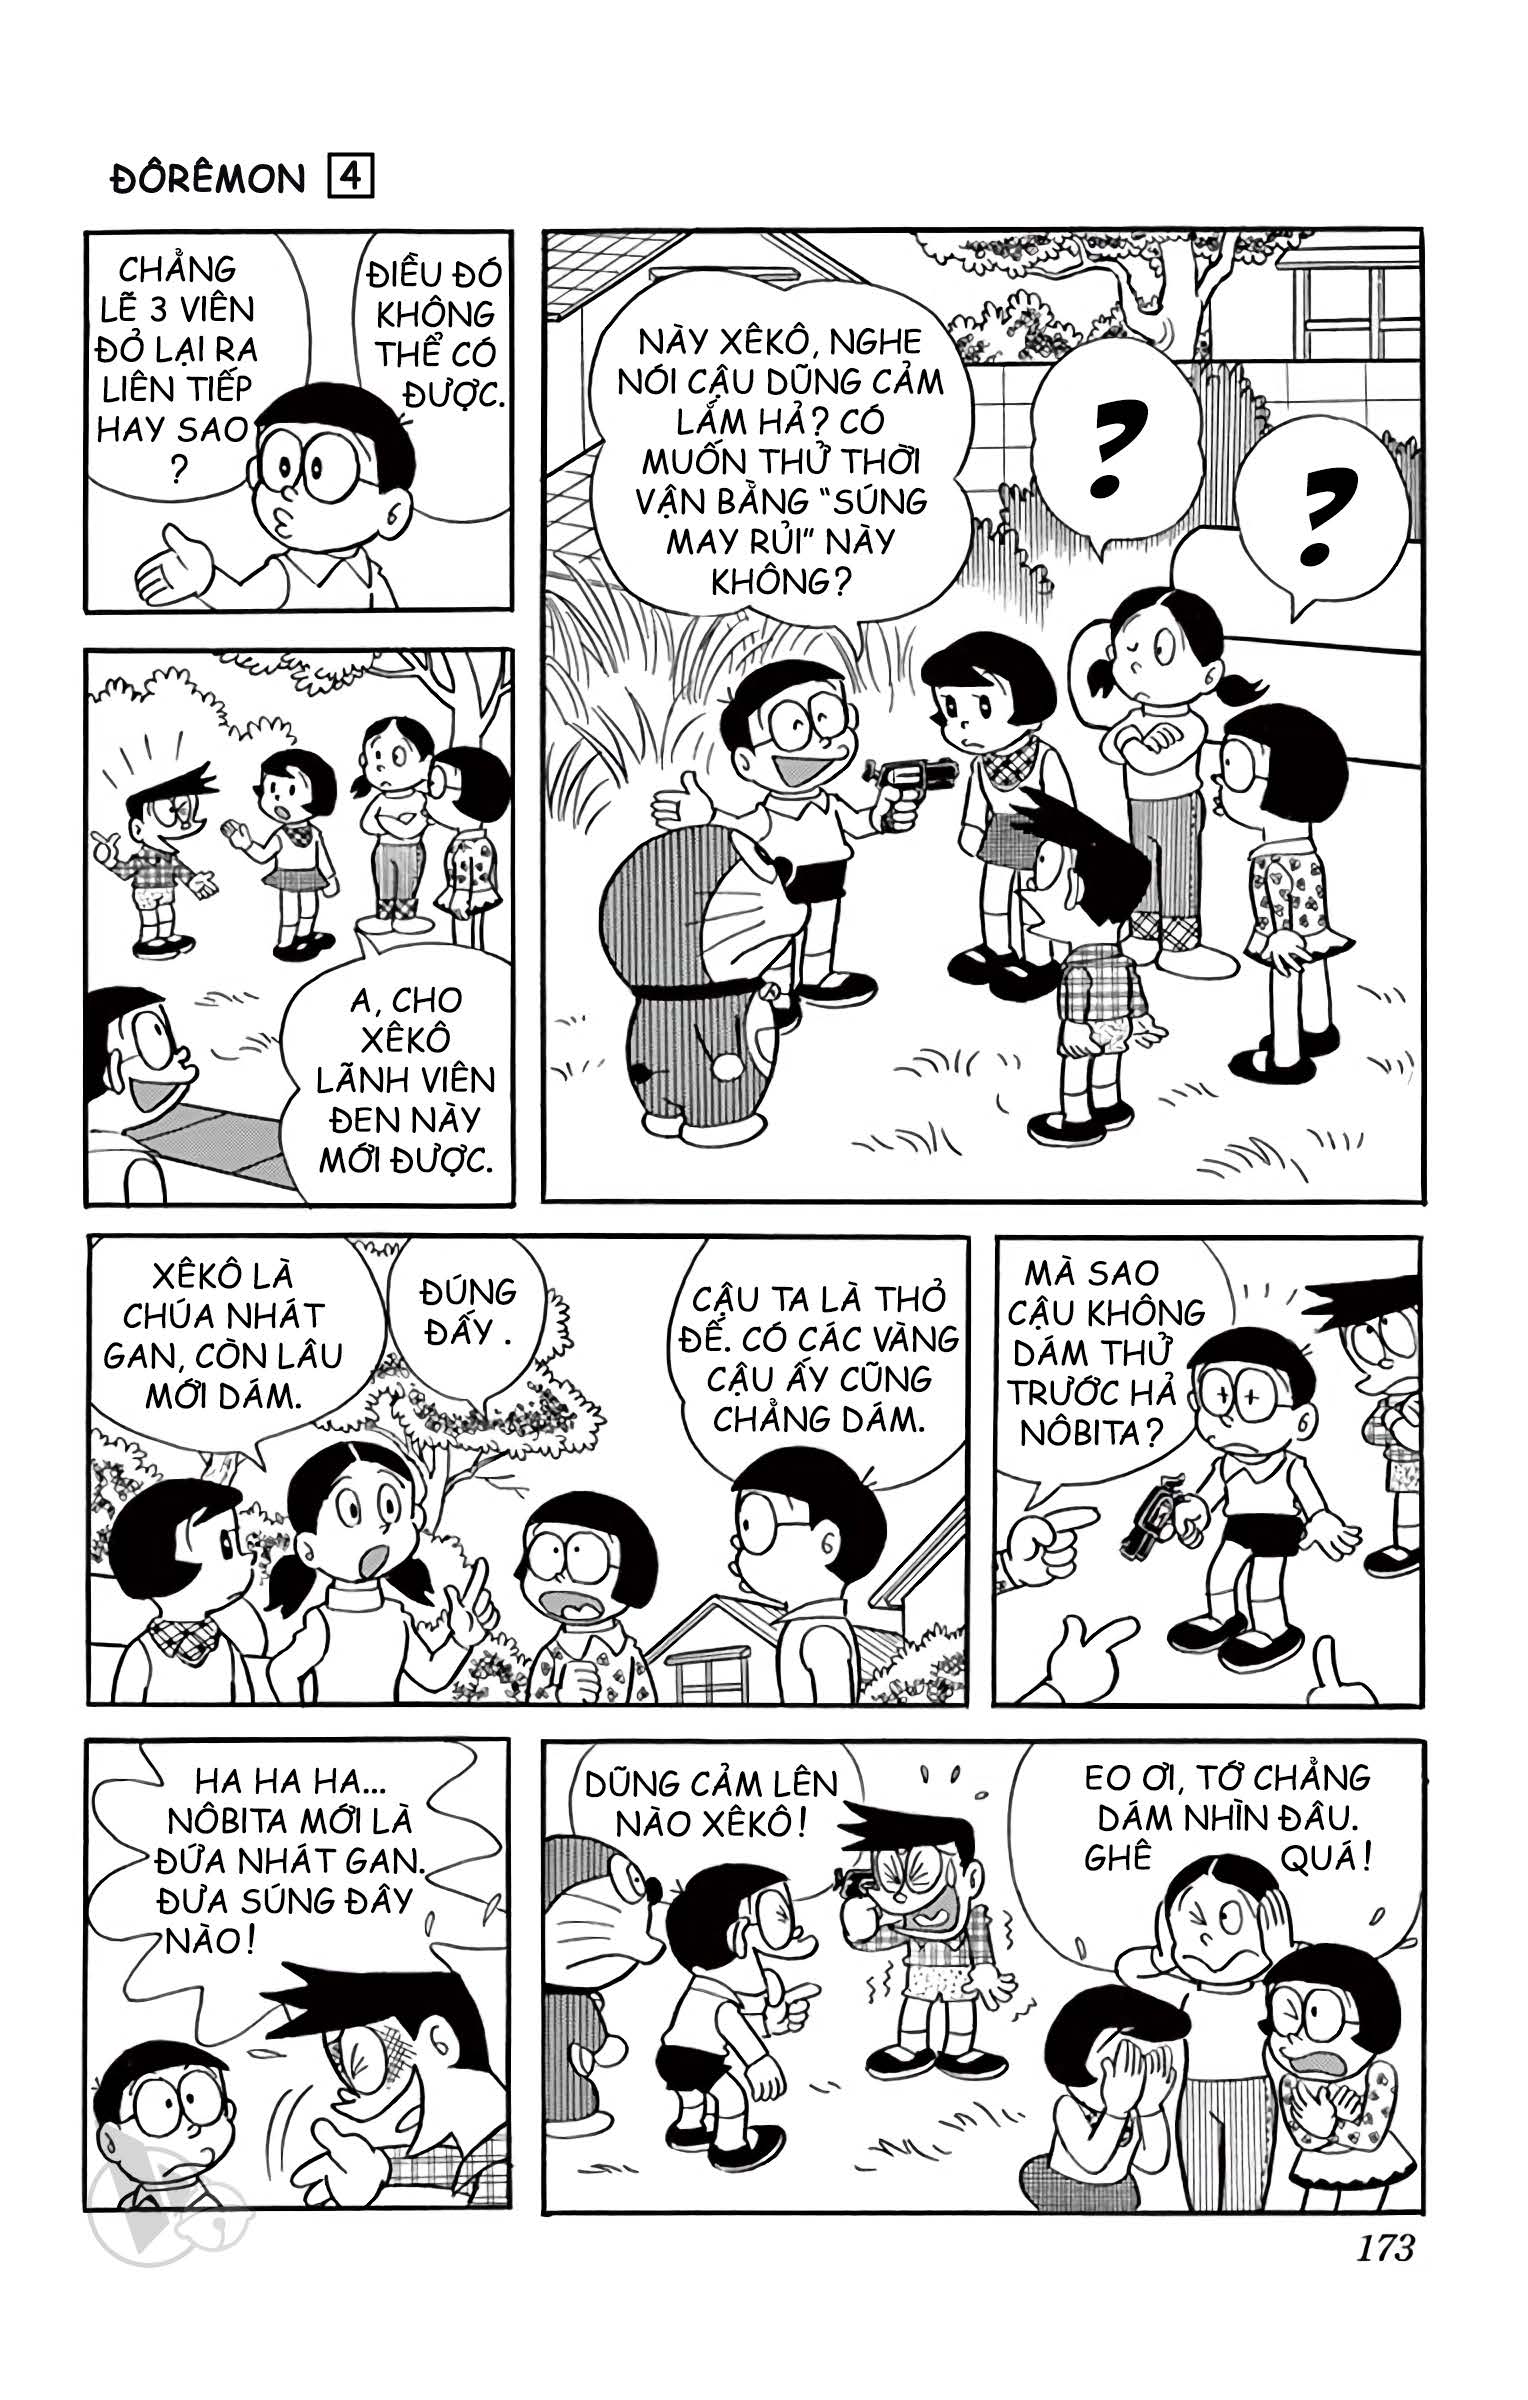 ĐÔRÊMON 4
CHẲNG
LẼ 3 VIÊN
ĐỎ LẠI RA
LIÊN TIẾP
HAY SAO
?
ĐIỀU ĐÓ
KHÔNG
THỂ CÓ
ĐƯỢC.
A, CHO
XÊKÔ
LÃNH VIÊN
ĐEN NÀY
MỚI ĐƯỢC.
NÀY XÊKÔ, NGHE
NÓI CẬU DŨNG CẢM
LẮM HẢ? CÓ
MUỐN THỬ THỜI
VẬN BẰNG “SÚNG
MAY RỦI” NÀY
KHÔNG?
?
?
XÊKÔ LÀ
CHÚA NHÁT
GAN, CÒN LÂU
MỚI DÁM.
ĐÚNG
ĐẤY.
CẬU TA LÀ THỎ
ĐẾ. CÓ CÁC VÀNG
CẬU ẤY CŨNG
CHẲNG DÁM.
MÀ SAO
CẬU KHÔNG
DÁM THỬ
TRƯỚC HẢ
NÔBITA?
HA HA HA...
NÔBITA MỚI LÀ
ĐỨA NHÁT GAN.
ĐƯA SÚNG ĐÂY
NÀO!
DŨNG CẢM LÊN
NÀO XÊKÔ!
EO ƠI, TỚ CHẲNG
DÁM NHÌN ĐÂU.
GHÊ QUÁ!
173